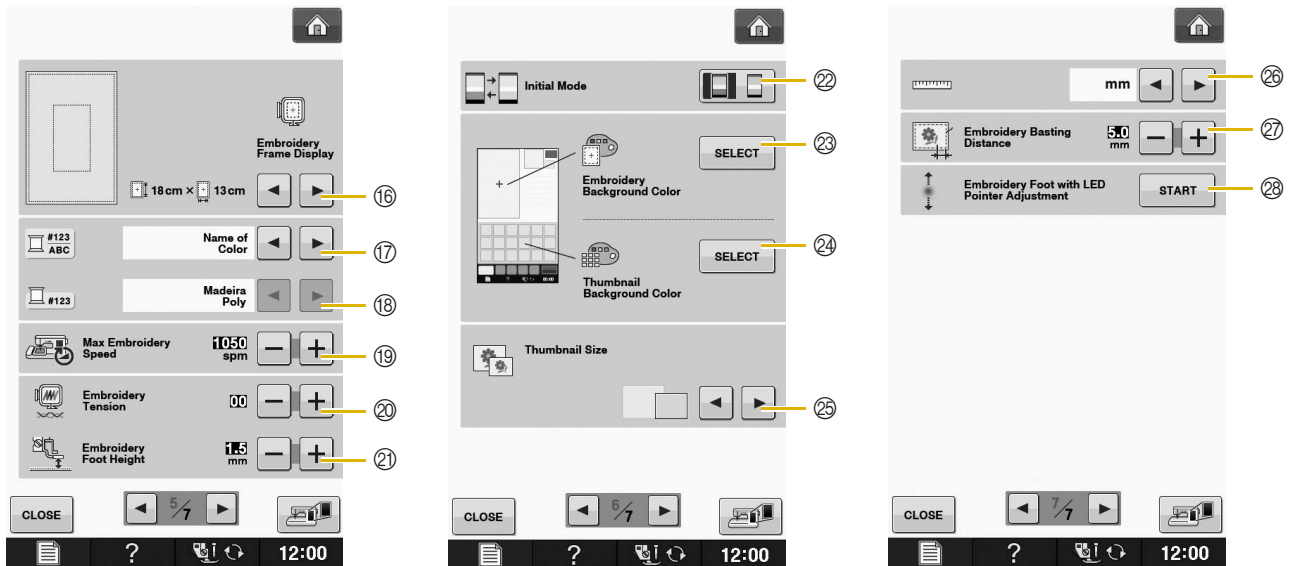 Embroidery
Frame Display
18 cm × 13 cm
⑯
#123
ABC
Name of
Color
⑰
#123
Madeira
Poly
⑱
Max Embroidery
Speed
1050
spm
⑲
Embroidery
Tension
00
⑳
Embroidery
Foot Height
1.5
mm
㉑
CLOSE
5/7
?
12:00
Initial Mode
㉒
Embroidery
Background Color
SELECT
㉓
Thumbnail
Background Color
SELECT
㉔
Thumbnail Size
㉕
CLOSE
6/7
?
12:00
mm
㉖
Embroidery Basting
Distance
5.0
mm
㉗
Embroidery Foot with LED
Pointer Adjustment
START
㉘
CLOSE
7/7
?
12:00